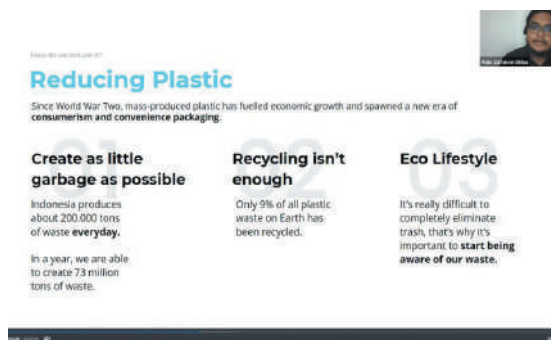 Reducing Plastic
Since World War Two, mass-produced plastic has fuelled economic growth and spawned a new era of
consumerism and convenience packaging.
01
Create as little
garbage as possible
Indonesia produces
about 200.000 tons
of waste everyday.
In a year, we are able
to create 73 million
tons of waste.
02
Recycling isn't
enough
Only 9% of all plastic
waste on Earth has
been recycled.
03
Eco Lifestyle
It's really difficult to
completely eliminate
trash, that's why it's
important to start being
aware of our waste.